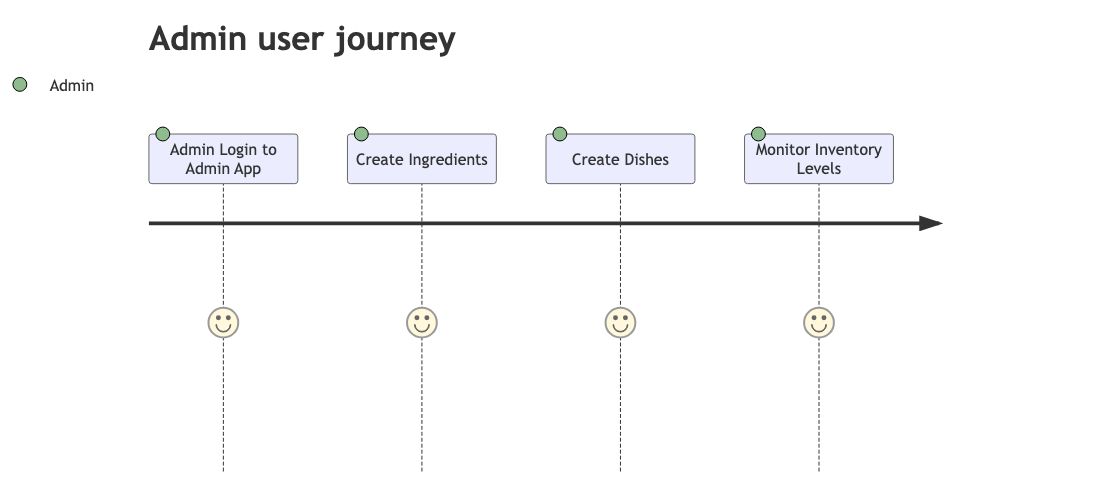 Admin user journey
Admin
Admin Login to
Admin App
Create Ingredients
Create Dishes
Monitor Inventory
Levels